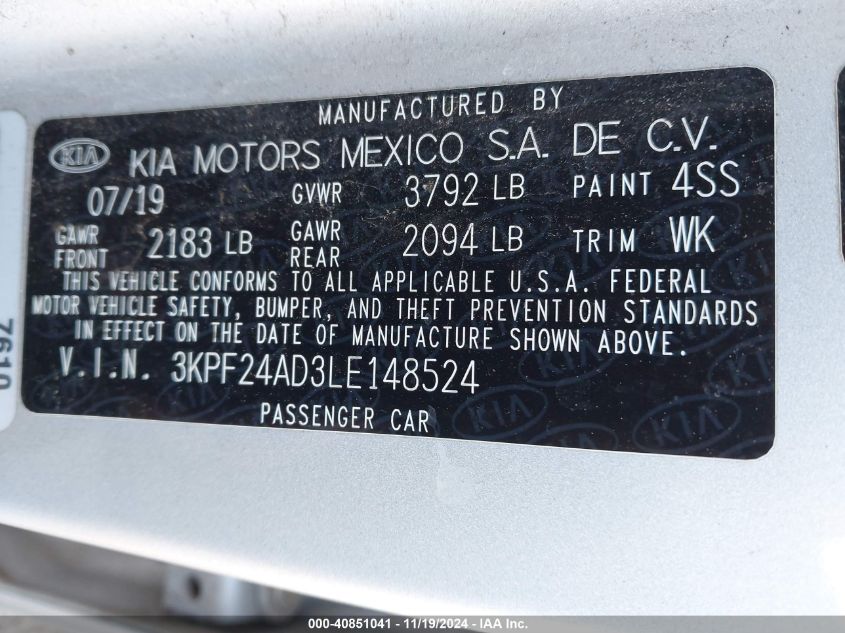 MANUFACTURED BY
KIA KIA MOTORS MEXICO S.A. DE C.V.
07/19 GVWR 3792 LB PAINT 4SS
GAWR FRONT 2183 LB GAWR REAR 2094 LB TRIM WK
THIS VEHICLE CONFORMS TO ALL APPLICABLE U.S.A. FEDERAL
MOTOR VEHICLE SAFETY, BUMPER, AND THEFT PREVENTION STANDARDS
IN EFFECT ON THE DATE OF MANUFACTURE SHOWN ABOVE.
V.I.N. 3KPF24AD3LE148524
PASSENGER CAR
000-40851041 - 11/19/2024 - IAA Inc.